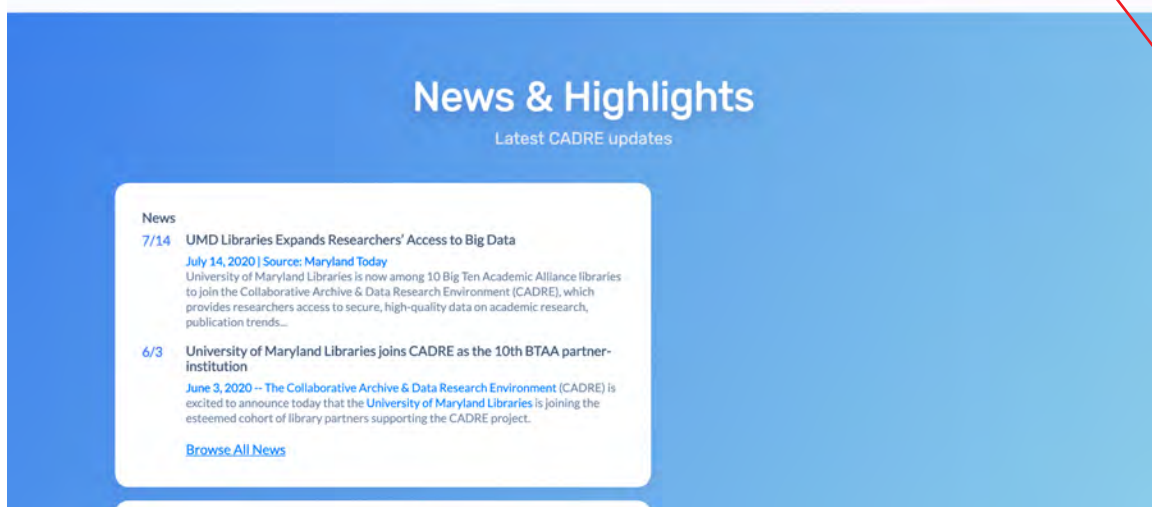 News & Highlights
Latest CADRE updates
News
7/14 UMD Libraries Expands Researchers' Access to Big Data
July 14, 2020 | Source: Maryland Today
University of Maryland Libraries is now among 10 Big Ten Academic Alliance libraries
to join the Collaborative Archive & Data Research Environment (CADRE), which
provides researchers access to secure, high-quality data on academic research,
publication trends...
6/3 University of Maryland Libraries joins CADRE as the 10th BTAA partner-
institution
June 3, 2020 -- The Collaborative Archive & Data Research Environment (CADRE) is
excited to announce today that the University of Maryland Libraries is joining the
esteemed cohort of library partners supporting the CADRE project.
Browse All News